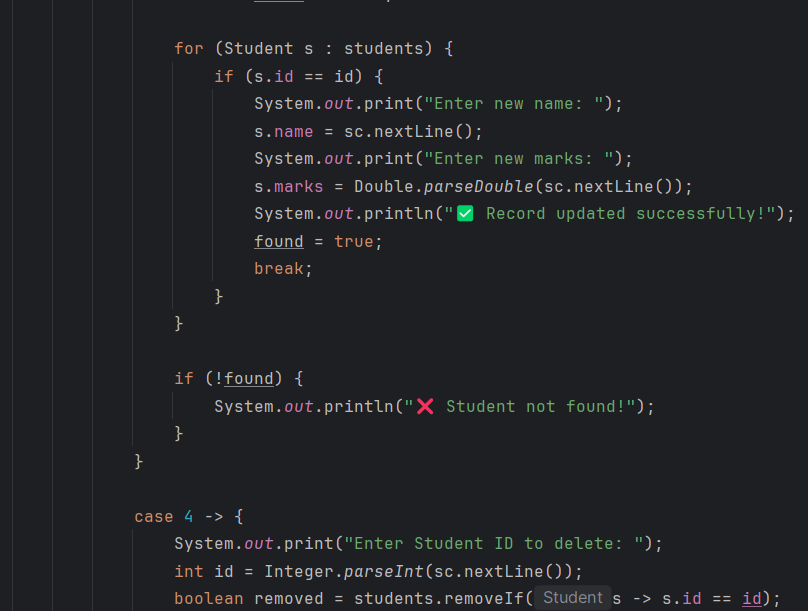 for (Student s : students) {
if (s.id == id) {
System.out.print("Enter new name: ");
s.name = sc.nextLine();
System.out.print("Enter new marks: ");
s.marks = Double.parseDouble(sc.nextLine());
System.out.println("✅ Record updated successfully!");
found = true;
break;
}
}
if (!found) {
System.out.println("❌ Student not found!");
}
}
case 4 -> {
System.out.print("Enter Student ID to delete: ");
int id = Integer.parseInt(sc.nextLine());
boolean removed = students.removeIf( Student s -> s.id == id);